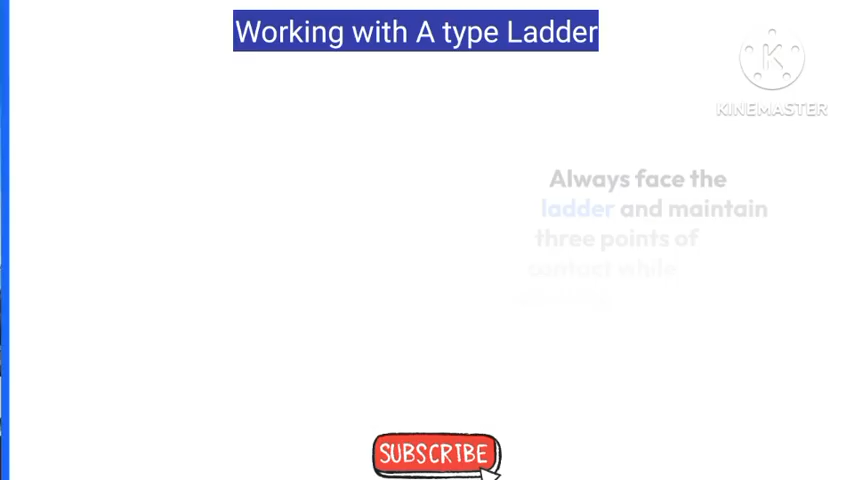 Working with A type Ladder
KINEMASTER
Always face the
ladder and maintain
three points of
contact while
SUBSCRIBE